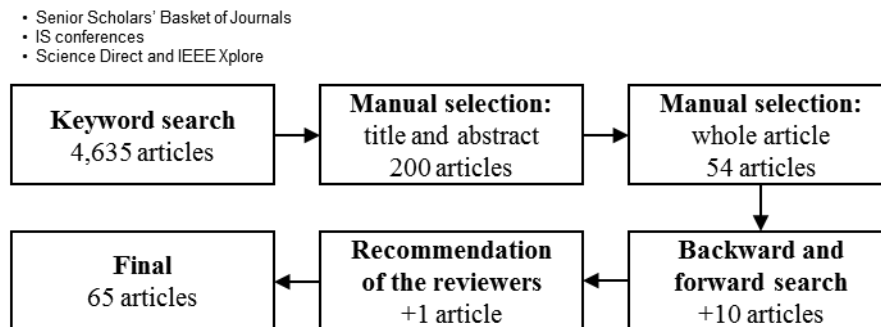 • Senior Scholars' Basket of Journals
• IS conferences
• Science Direct and IEEE Xplore
Keyword search
4,635 articles
Manual selection:
title and abstract
200 articles
Manual selection:
whole article
54 articles
Backward and
forward search
+10 articles
Recommendation
of the reviewers
+1 article
Final
65 articles